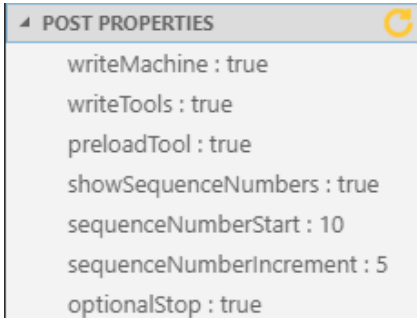 POST PROPERTIES
writeMachine : true
writeTools : true
preloadTool : true
showSequenceNumbers : true
sequenceNumberStart : 10
sequenceNumberIncrement : 5
optionalStop : true